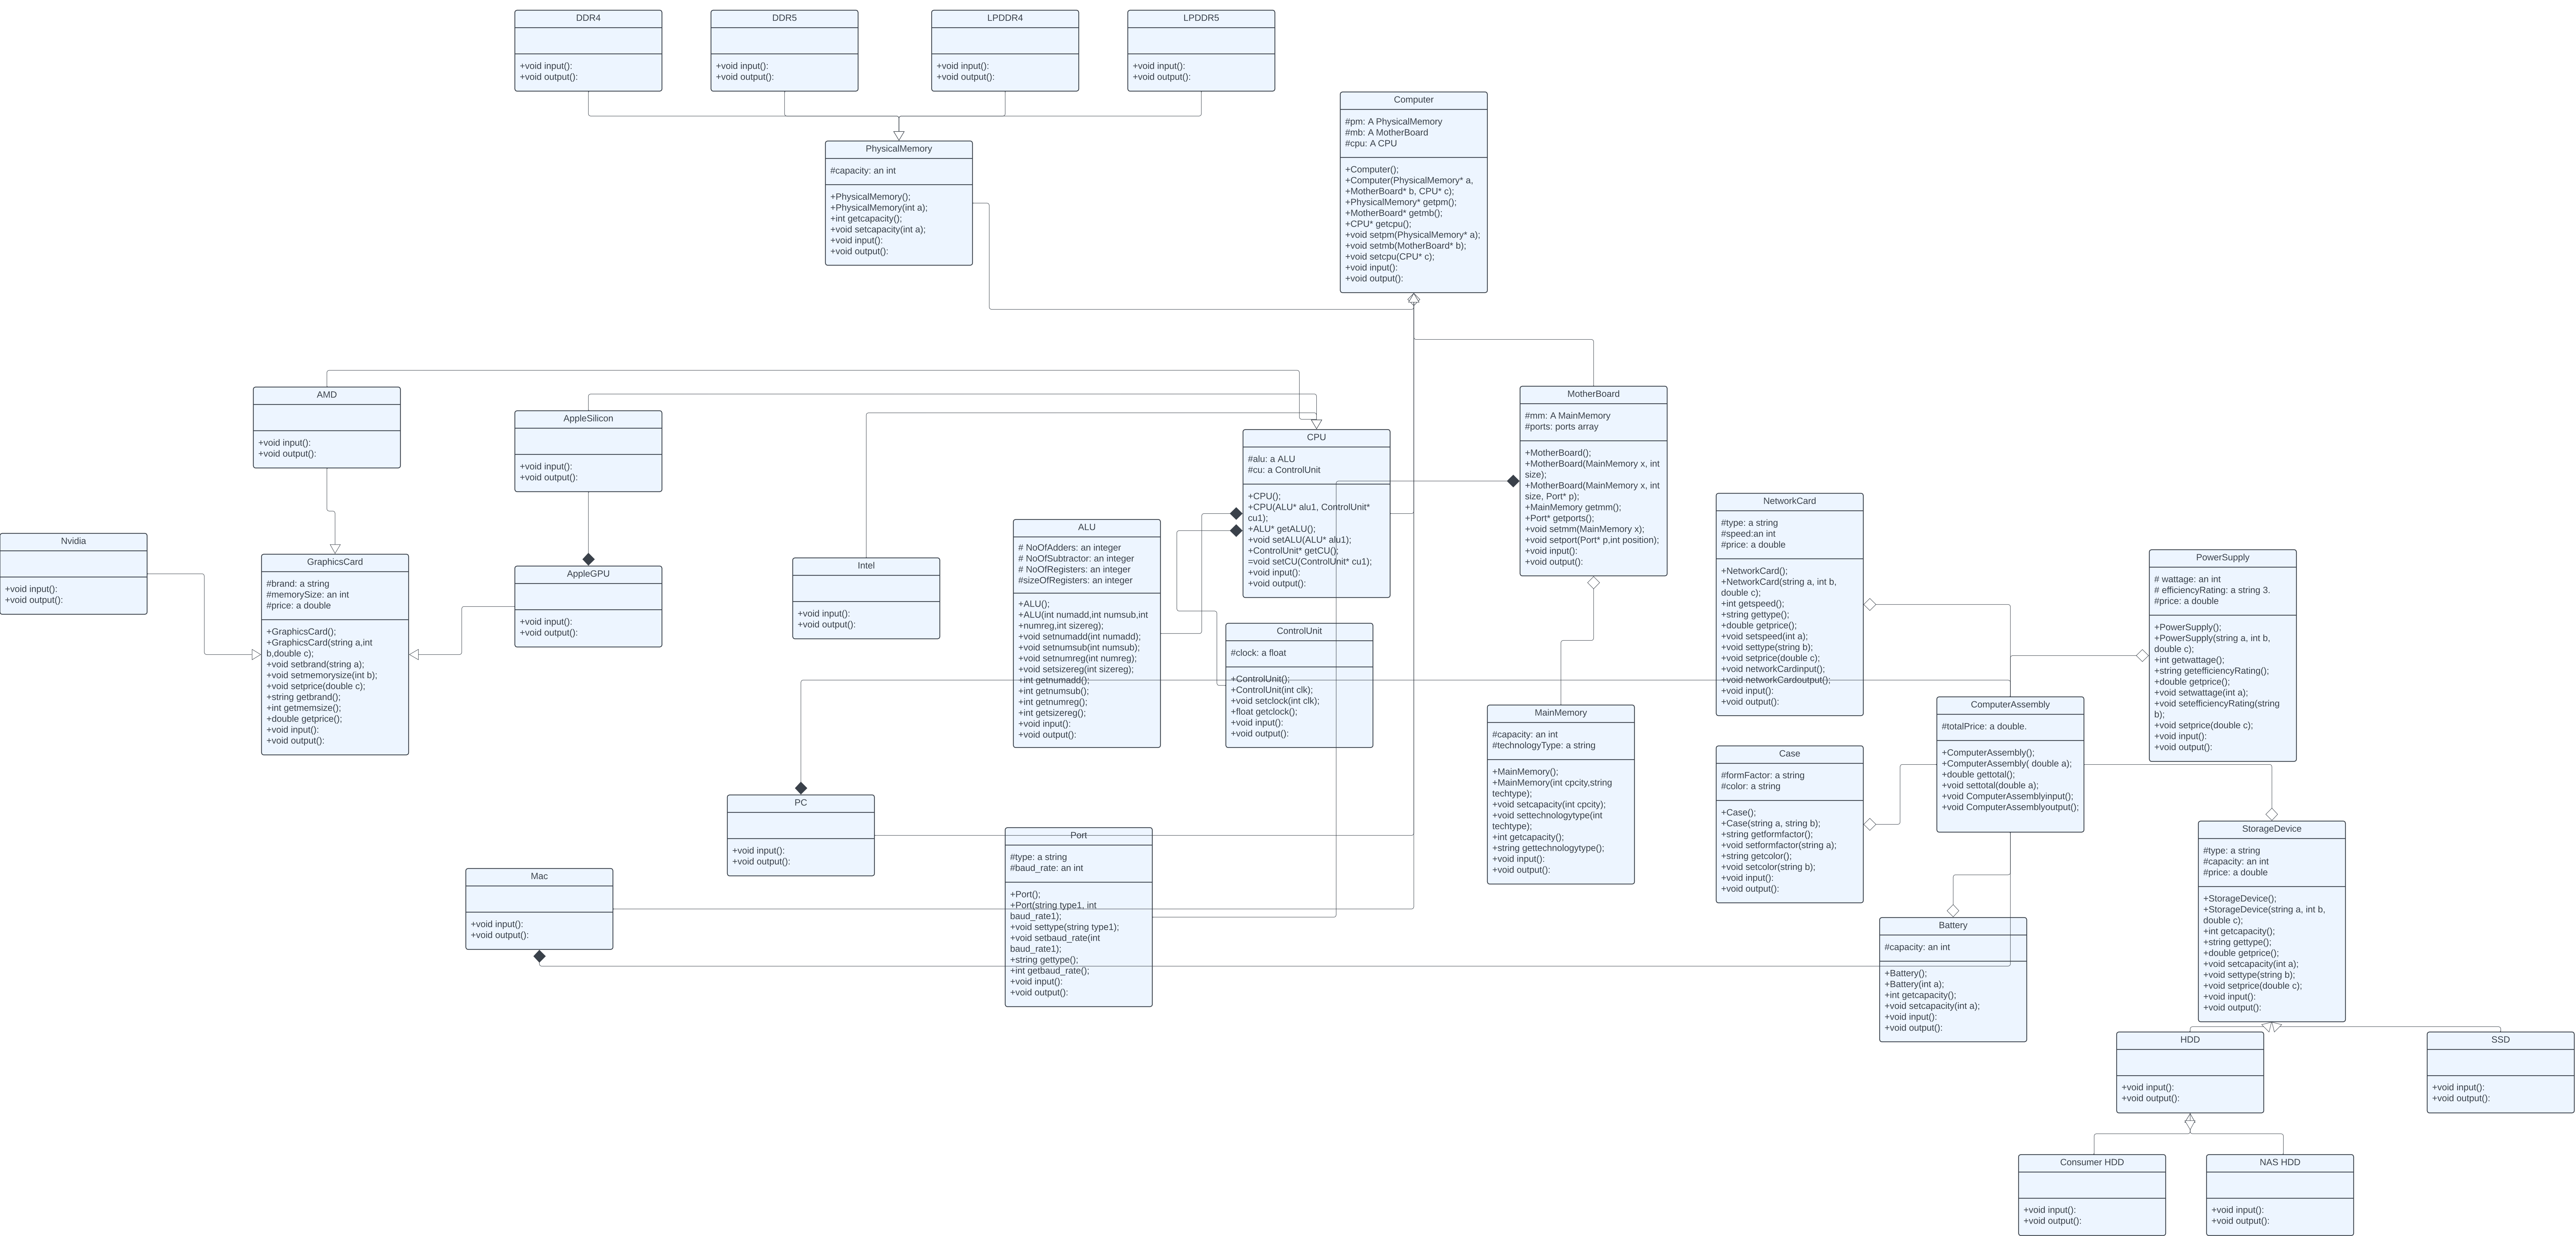 DDR4
+void input():
+void output():
DDR5
+void input():
+void output():
LPDDR4
+void input():
+void output():
LPDDR5
+void input():
+void output():
Computer
#pm: A PhysicalMemory
#mb: A MotherBoard
#cpu: A CPU
+Computer();
+Computer(PhysicalMemory* a,
+MotherBoard* b, CPU* c);
+PhysicalMemory* getpm();
+MotherBoard* getmb();
+CPU* getcpu();
+void setpm(PhysicalMemory* a);
+void setmb(MotherBoard* b);
+void setcpu(CPU* c);
+void input():
+void output():
PhysicalMemory
#capacity: an int
+PhysicalMemory();
+PhysicalMemory(int a);
+int getcapacity();
+void setcapacity(int a);
+void input():
+void output():
AMD
+void input():
+void output():
AppleSilicon
+void input():
+void output():
CPU
#alu: a ALU
#cu: a ControlUnit
+CPU();
+CPU(ALU* alu1, ControlUnit*
cu1);
+ALU* getALU();
+void setALU(ALU* alu1);
+ControlUnit* getCU();
=void setCU(ControlUnit* cu1);
+void input():
+void output():
MotherBoard
#mm: A MainMemory
#ports: ports array
+MotherBoard();
+MotherBoard(MainMemory x, int
size);
+MotherBoard(MainMemory x, int
size, Port* p);
+MainMemory getmm();
+Port* getports();
+void setmm(MainMemory x);
+void setport(Port* p,int position);
+void input():
+void output():
NetworkCard
#type: a string
#speed:an int
#price: a double
+NetworkCard();
+NetworkCard(string a, int b,
double c);
+int getspeed();
+string gettype();
+double getprice();
+void setspeed(int a);
+void settype(string b);
+void setprice(double c);
+void networkCardinput();
+void networkCardoutput();
+void input():
+void output():
PowerSupply
# wattage: an int
# efficiencyRating: a string 3.
#price: a double
+PowerSupply();
+PowerSupply(string a, int b,
double c);
+int getwattage();
+string getefficiencyRating();
+double getprice();
+void setwattage(int a);
+void setefficiencyRating(string
b);
+void setprice(double c);
+void input():
+void output():
Nvidia
+void input():
+void output():
GraphicsCard
#brand: a string
#memorySize: an int
#price: a double
+GraphicsCard();
+GraphicsCard(string a,int
b,double c);
+void setbrand(string a);
+void setmemorysize(int b);
+void setprice(double c);
+string getbrand();
+int getmemsize();
+double getprice();
+void input():
+void output():
AppleGPU
+void input():
+void output():
Intel
+void input():
+void output():
ALU
# NoOfAdders: an integer
# NoOfSubtractor: an integer
# NoOfRegisters: an integer
#sizeOfRegisters: an integer
+ALU();
+ALU(int numadd,int numsub,int
+numreg,int sizereg);
+void setnumadd(int numadd);
+void setnumsub(int numsub);
+void setnumreg(int numreg);
+void setsizereg(int sizereg);
+int getnumadd();
+int getnumsub();
+int getnumreg();
+int getsizereg();
+void input():
+void output():
ControlUnit
#clock: a float
+ControlUnit();
+ControlUnit(int clk);
+void setclock(int clk);
+float getclock();
+void input():
+void output():
MainMemory
#capacity: an int
#technologyType: a string
+MainMemory();
+MainMemory(int cpcity,string
techtype);
+void setcapacity(int cpcity);
+void settechnologytype(int
techtype);
+int getcapacity();
+string gettechnologytype();
+void input():
+void output():
Case
#formFactor: a string
#color: a string
+Case();
+Case(string a, string b);
+string getformfactor();
+void setformfactor(string a);
+string getcolor();
+void setcolor(string b);
+void input():
+void output():
ComputerAssembly
#totalPrice: a double.
+ComputerAssembly();
+ComputerAssembly( double a);
+double gettotal();
+void settotal(double a);
+void ComputerAssemblyinput();
+void ComputerAssemblyoutput();
PC
+void input():
+void output():
Port
#type: a string
#baud_rate: an int
+Port();
+Port(string type1, int
baud_rate1);
+void settype(string type1);
+void setbaud_rate(int
baud_rate1);
+string gettype();
+int getbaud_rate();
+void input():
+void output():
Mac
+void input():
+void output():
Battery
#capacity: an int
+Battery();
+Battery(int a);
+int getcapacity();
+void setcapacity(int a);
+void input():
+void output():
StorageDevice
#type: a string
#capacity: an int
#price: a double
+StorageDevice();
+StorageDevice(string a, int b,
double c);
+int getcapacity();
+string gettype();
+double getprice();
+void setcapacity(int a);
+void settype(string b);
+void setprice(double c);
+void input():
+void output():
HDD
+void input():
+void output():
SSD
+void input():
+void output():
Consumer HDD
+void input():
+void output():
NAS HDD
+void input():
+void output():